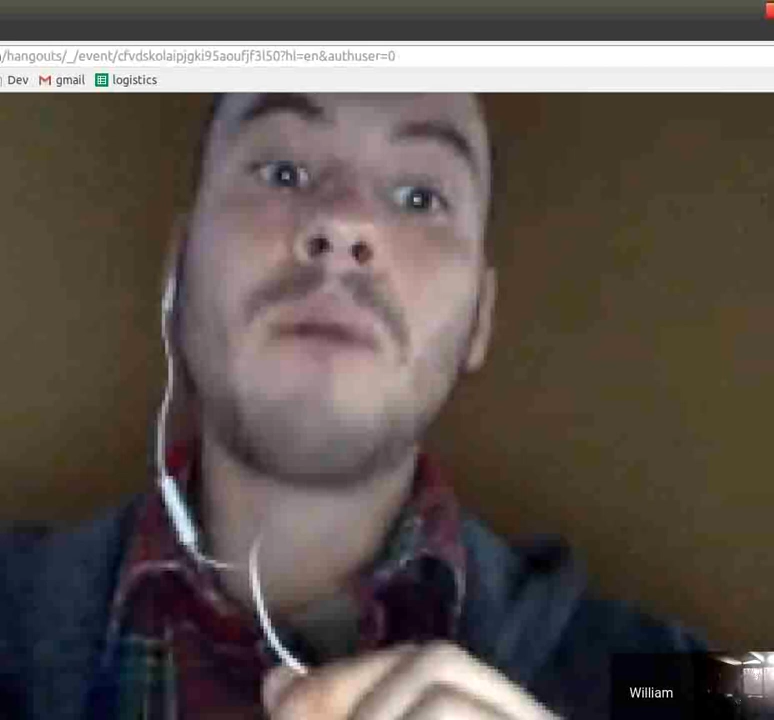 /hangouts/_/event/cfvdskolaipjgki95aoufjf3l50?hl=en&authuser=0
Dev gmail logistics
William